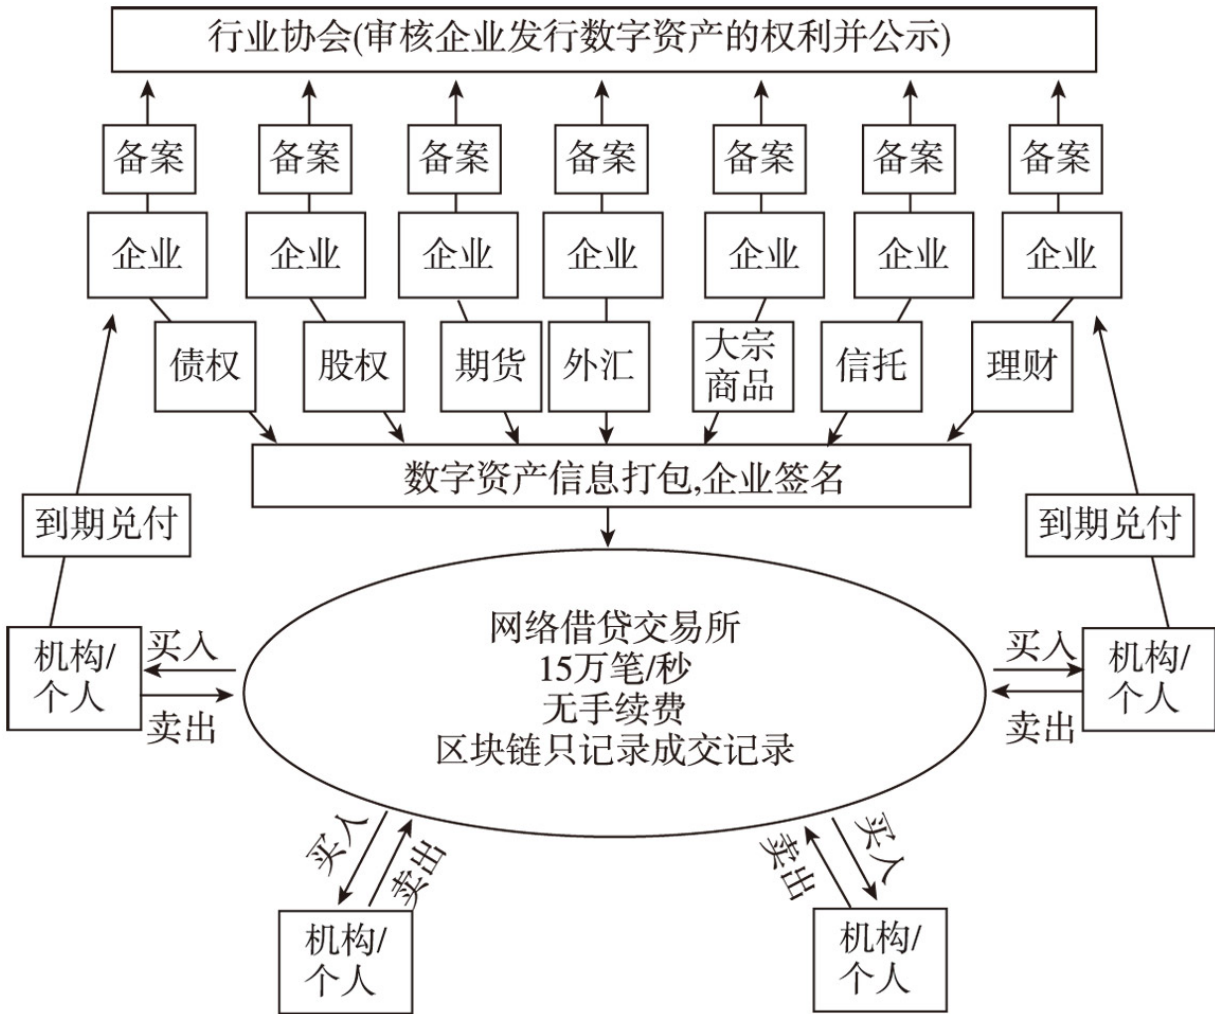 行业协会(审核企业发行数字资产的权利并公示)
备案
备案
备案
备案
备案
备案
备案
企业
企业
企业
企业
企业
企业
企业
债权
股权
期货
外汇
大宗
商品
信托
理财
数字资产信息打包,企业签名
到期兑付
到期兑付
网络借贷交易所
15万笔/秒
无手续费
区块链只记录成交记录
机构/
个人
买入
卖出
买入
卖出
机构/
个人
买入
卖出
卖出
买入
机构/
个人
机构/
个人